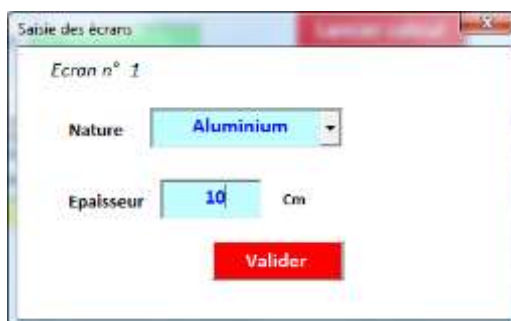 Saisie des écrans
Ecran n° 1
Nature Aluminium
Epaisseur 10 Cm
Valider